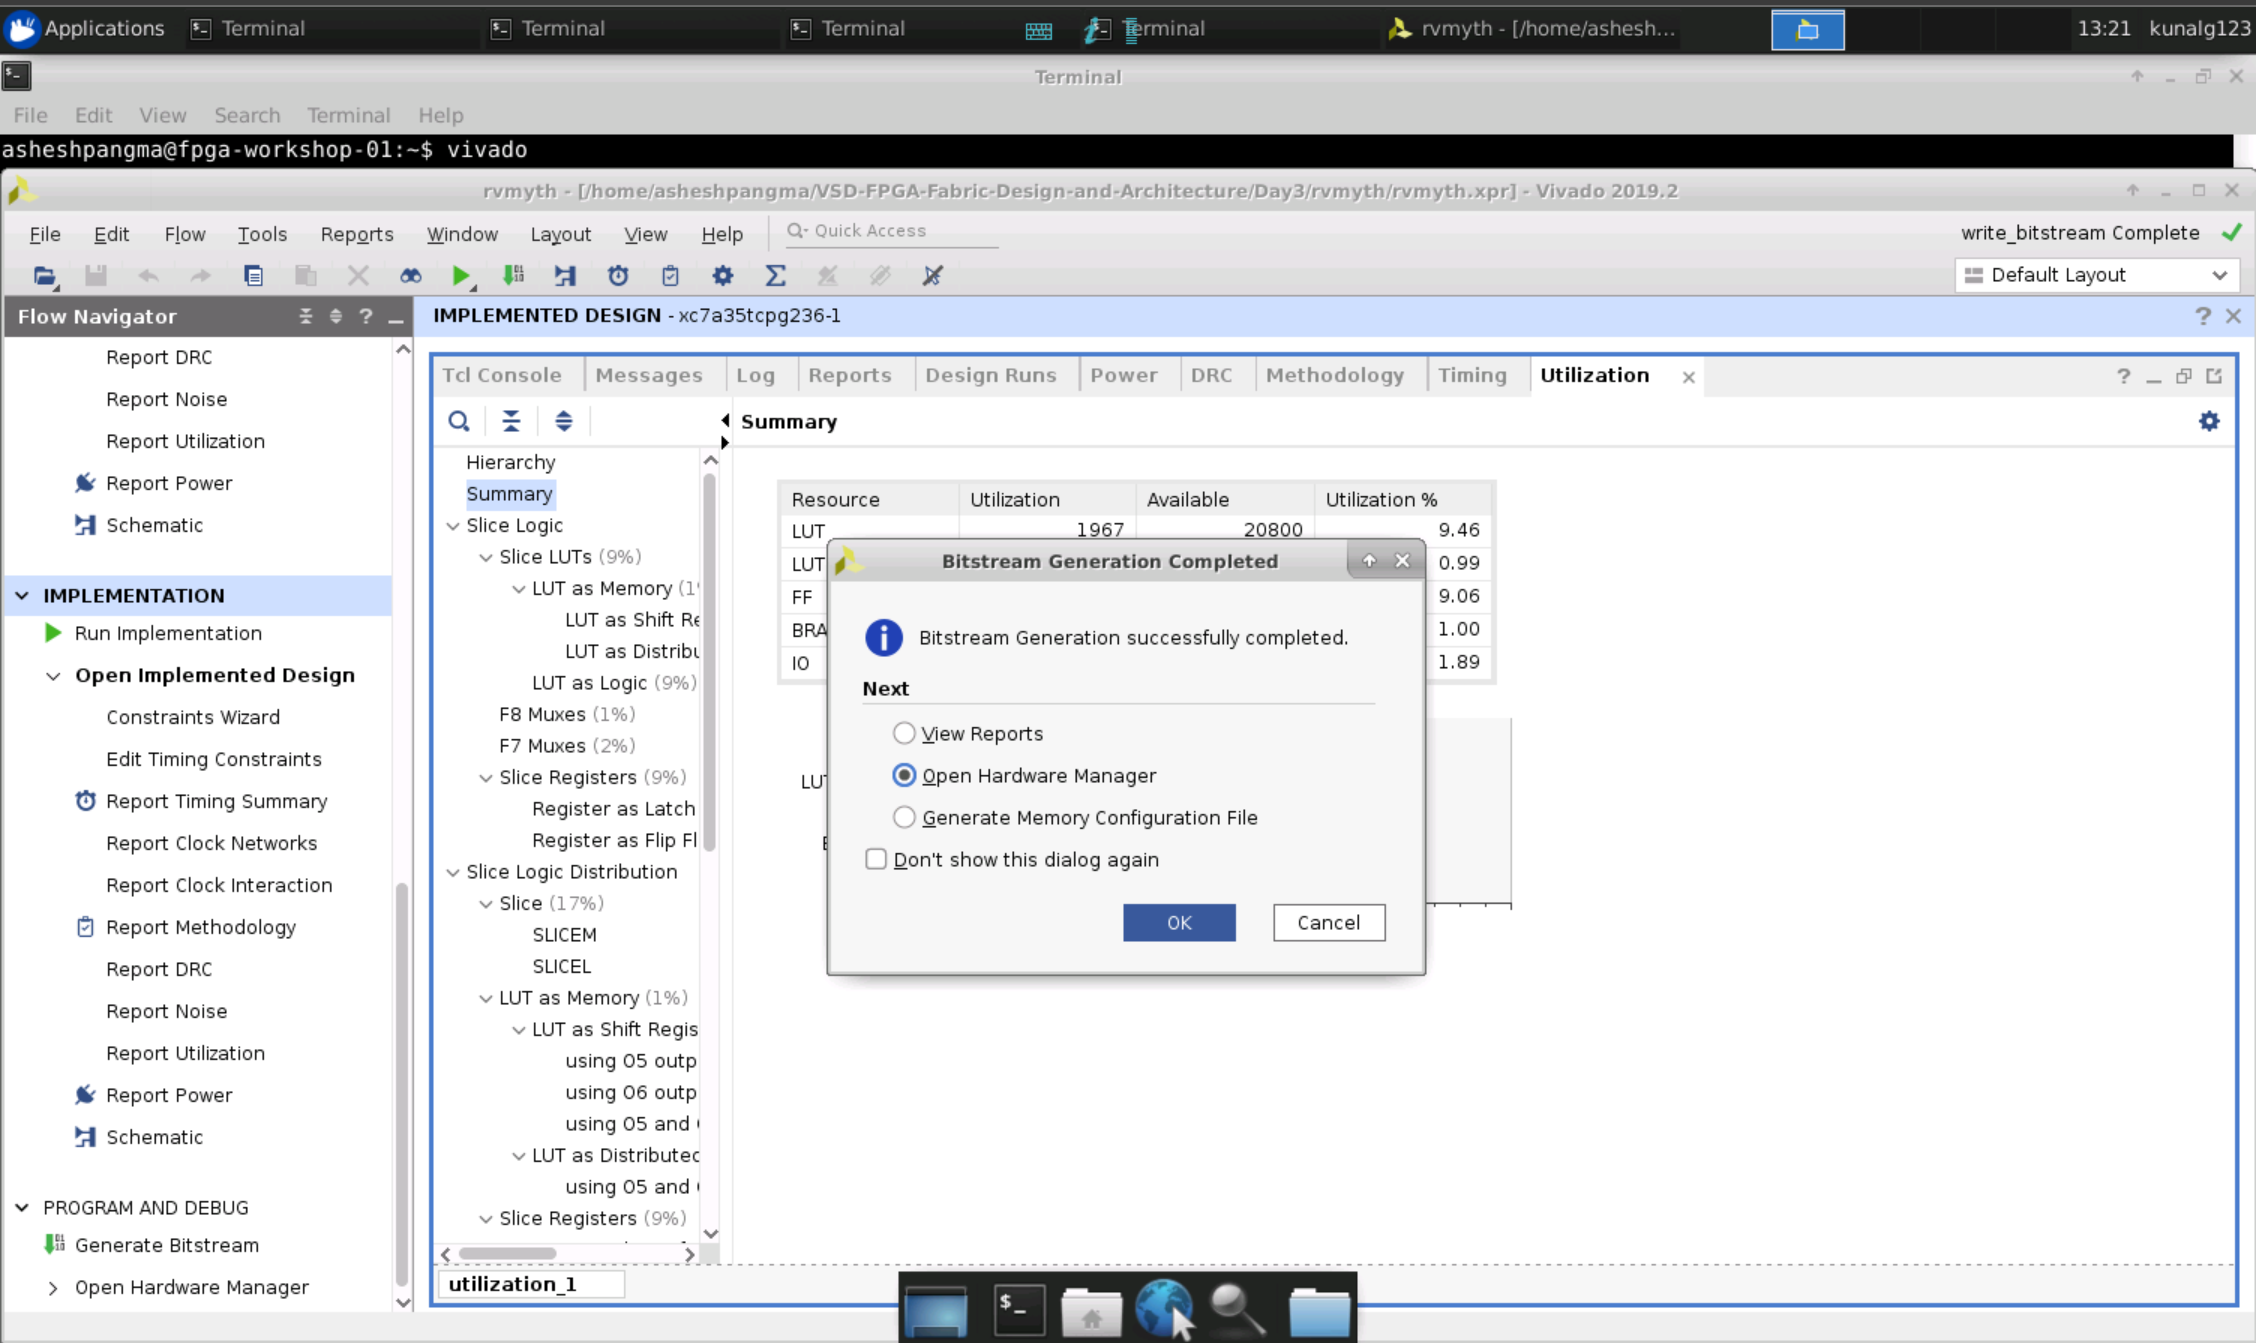 Applications Terminal Terminal Terminal Terminal rvmyth - [/home/ashesh... 13:21 kunalg123
Terminal
File Edit View Search Terminal Help
asheshpangma@fpga-workshop-01:~$ vivado
rvmyth - [/home/asheshpangma/VSD-FPGA-Fabric-Design-and-Architecture/Day3/rvmyth/rvmyth.xpr] - Vivado 2019.2
File Edit Flow Tools Reports Window Layout View Help Quick Access write_bitstream Complete
Default Layout
Flow Navigator
Report DRC
Report Noise
Report Utilization
Report Power
Schematic
IMPLEMENTATION
Run Implementation
Open Implemented Design
Constraints Wizard
Edit Timing Constraints
Report Timing Summary
Report Clock Networks
Report Clock Interaction
Report Methodology
Report DRC
Report Noise
Report Utilization
Report Power
Schematic
PROGRAM AND DEBUG
Generate Bitstream
Open Hardware Manager
IMPLEMENTED DESIGN - xc7a35tcpg236-1
Tcl Console Messages Log Reports Design Runs Power DRC Methodology Timing Utilization
Hierarchy
Summary
Slice Logic
Slice LUTs (9%)
LUT as Memory (1
LUT as Shift Re
LUT as Distribu
LUT as Logic (9%)
F8 Muxes (1%)
F7 Muxes (2%)
Slice Registers (9%)
Register as Latch
Register as Flip Fl
Slice Logic Distribution
Slice (17%)
SLICEM
SLICEL
LUT as Memory (1%)
LUT as Shift Regis
using O5 outp
using O6 outp
using O5 and
LUT as Distributed
using O5 and
Slice Registers (9%)
utilization_1
Summary
Resource Utilization Available Utilization %
LUT 1967 20800 9.46
LUT 0.99
FF 9.06
BRA 1.00
IO 1.89
LU
Bitstream Generation Completed
Bitstream Generation successfully completed.
Next
View Reports
Open Hardware Manager
Generate Memory Configuration File
Don't show this dialog again
OK Cancel